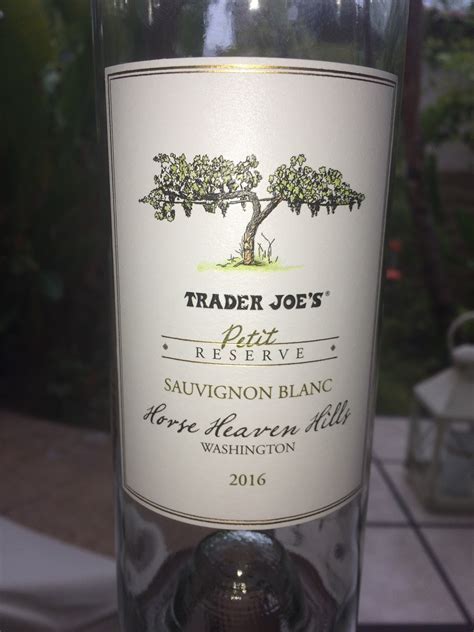 TRADER JOE'S®
Petit
RESERVE
SAUVIGNON BLANC
Horse Heaven Hills
WASHINGTON
2016